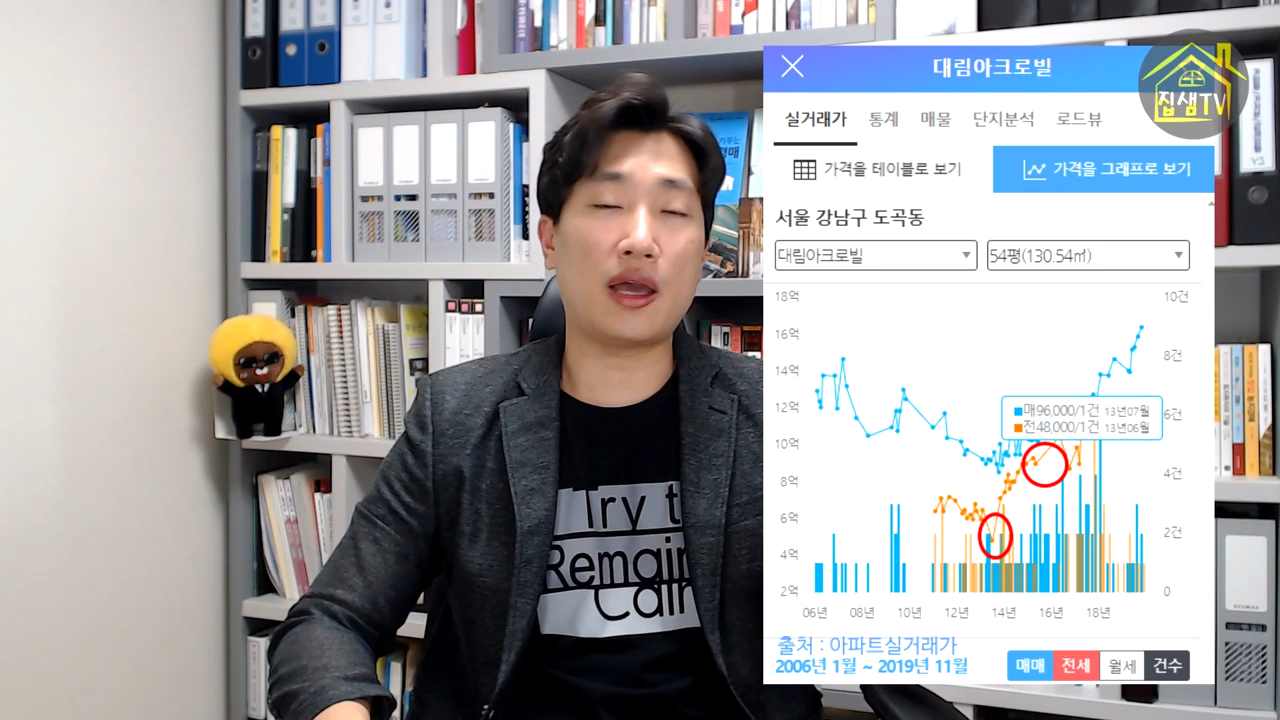 대림아크로빌
집샘TV
실거래가 통계 매물 단지분석 로드뷰
가격을 테이블로 보기 가격을 그래프로 보기
서울 강남구 도곡동
대림아크로빌 54평(130.54㎡)
18억 10건
16억
14억 8건
12억
매96,000/1건 13년07월 6건
전48,000/1건 13년06월
10억
8억 4건
6억
2건
4억
2억 0
06년 08년 10년 12년 14년 16년 18년
출처 : 아파트실거래가
2006년 1월 ~ 2019년 11월
매매 전세 월세 건수
Try t
Remain
Calm